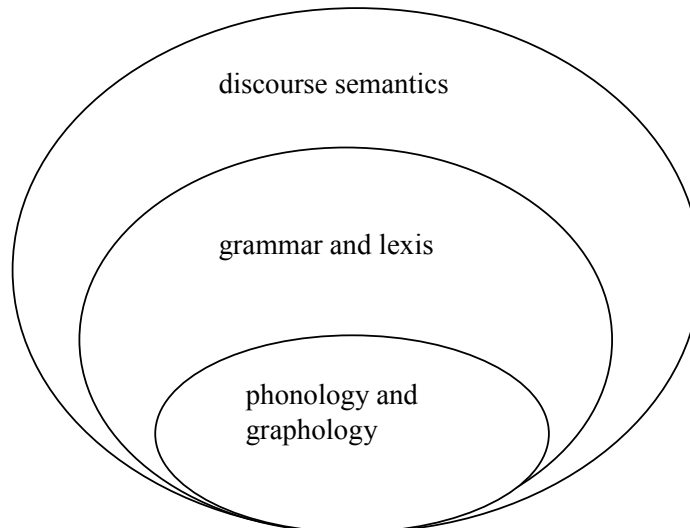 discourse semantics
grammar and lexis
phonology and
graphology